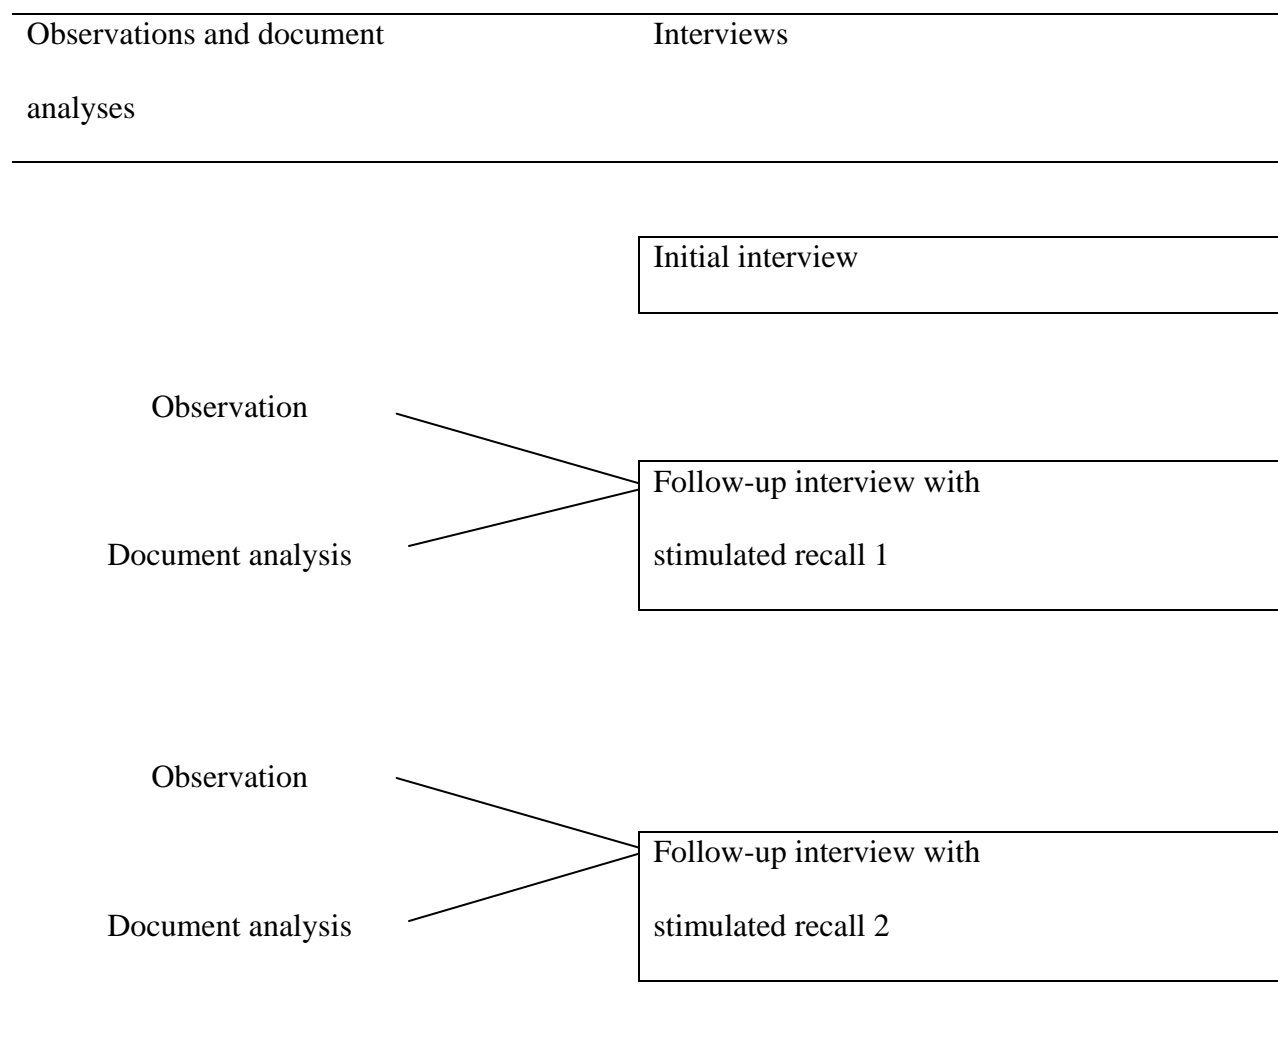 Observations and document
analyses
Interviews
Initial interview
Observation
Document analysis
Follow-up interview with
stimulated recall 1
Observation
Document analysis
Follow-up interview with
stimulated recall 2